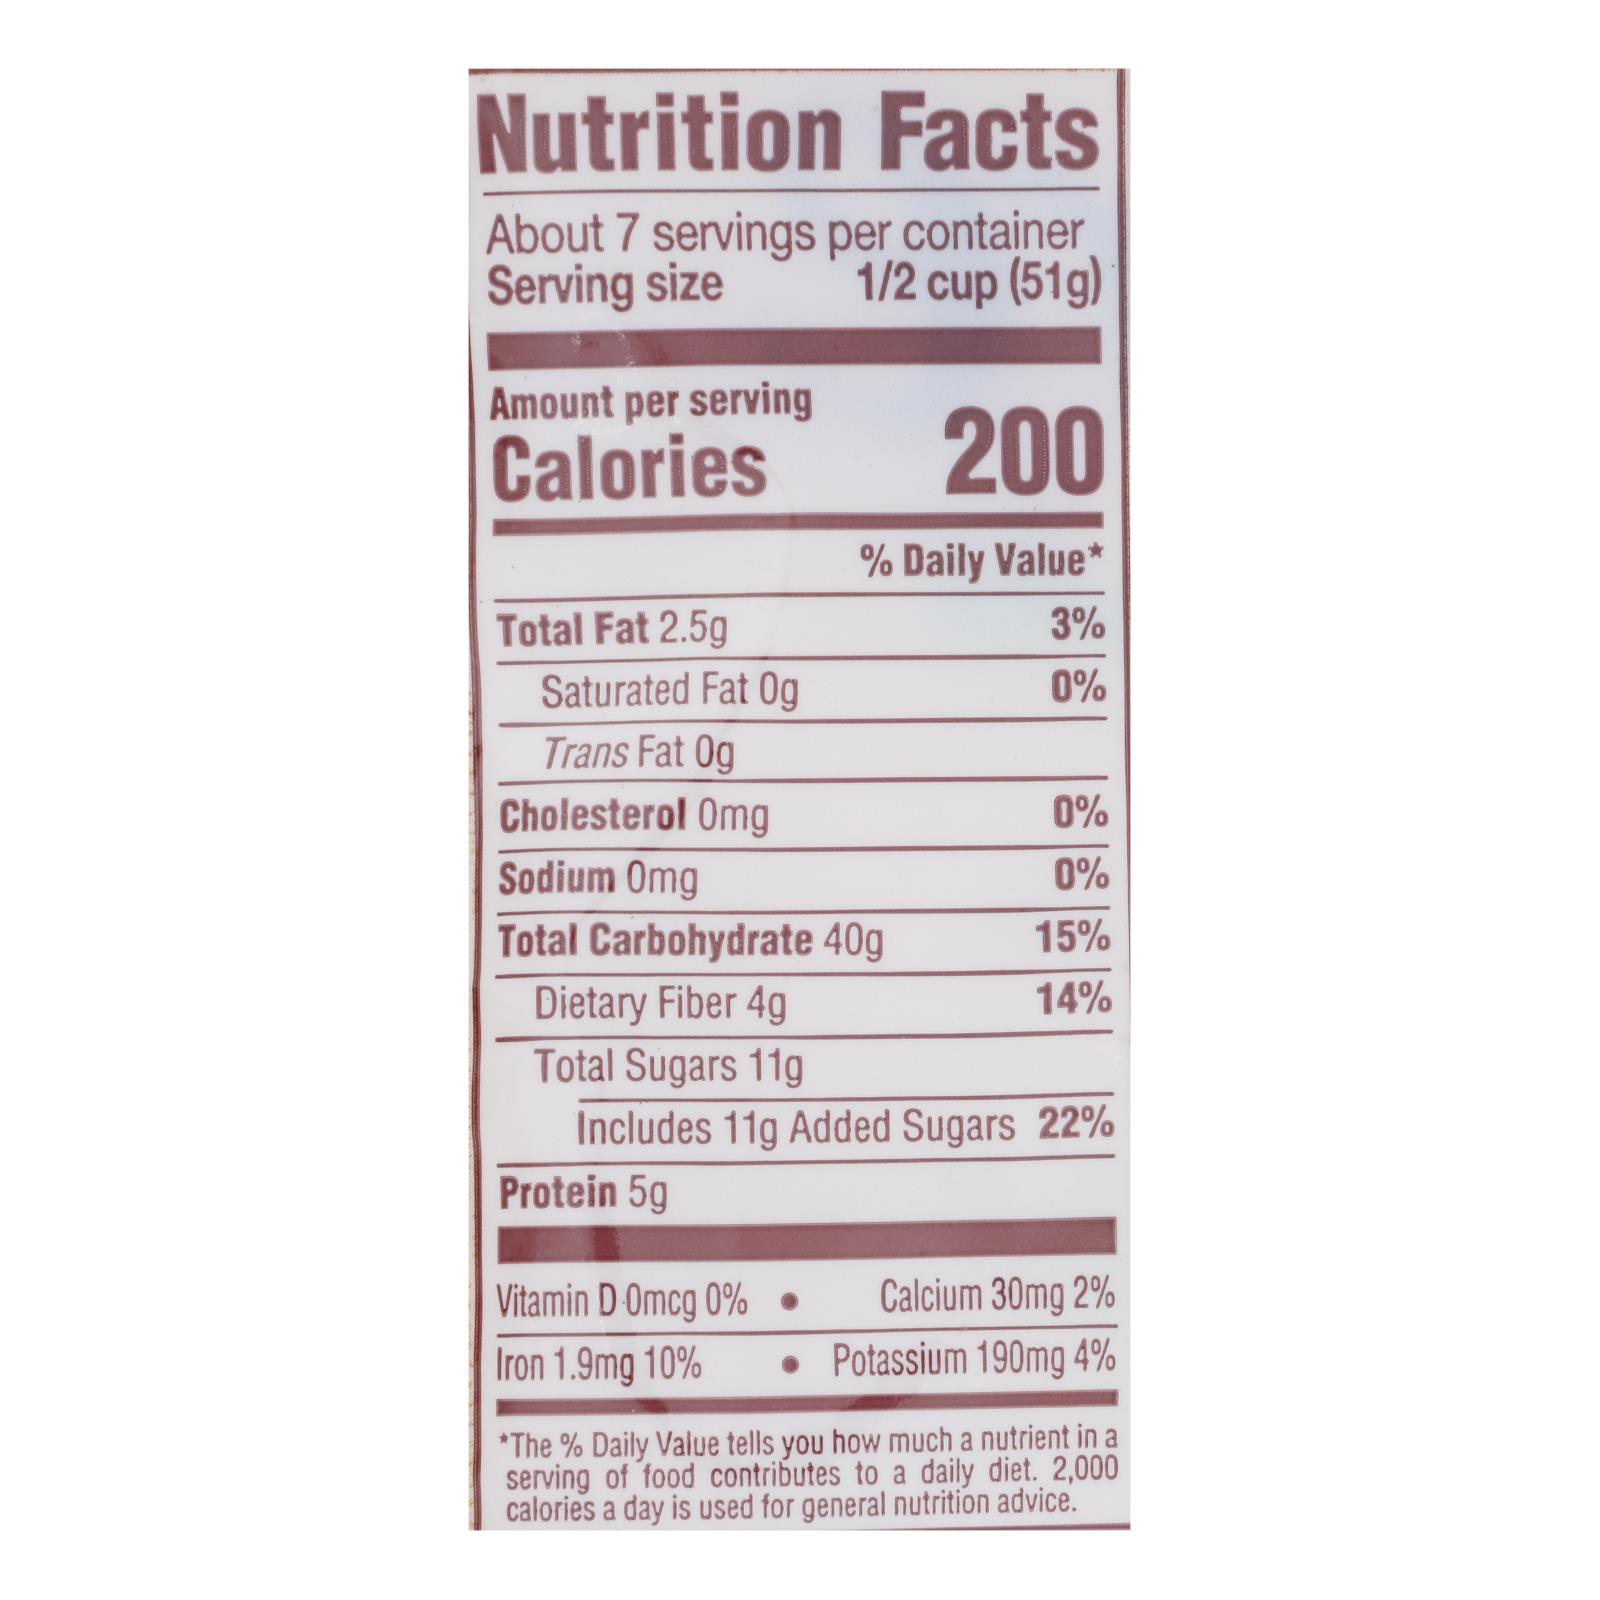 Nutrition Facts
About 7 servings per container
Serving size 1/2 cup (51g)
Amount per serving
Calories 200
% Daily Value*
Total Fat 2.5g 3%
Saturated Fat 0g 0%
Trans Fat 0g
Cholesterol 0mg 0%
Sodium 0mg 0%
Total Carbohydrate 40g 15%
Dietary Fiber 4g 14%
Total Sugars 11g
Includes 11g Added Sugars 22%
Protein 5g
Vitamin D 0mcg 0% • Calcium 30mg 2%
Iron 1.9mg 10% • Potassium 190mg 4%
*The % Daily Value tells you how much a nutrient in a
serving of food contributes to a daily diet. 2,000
calories a day is used for general nutrition advice.